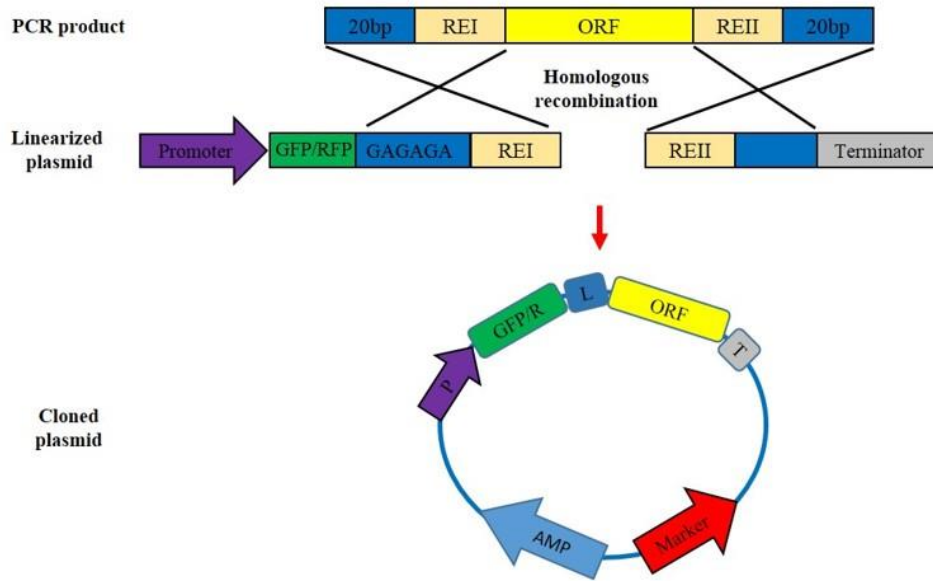 PCR product
20bp REI ORF REII 20bp
Homologous
recombination
Linearized
plasmid
Promoter GFP/RFP GAGAGA REI REII Terminator
GFP/R L ORF T
P
Cloned
plasmid
AMP Marker